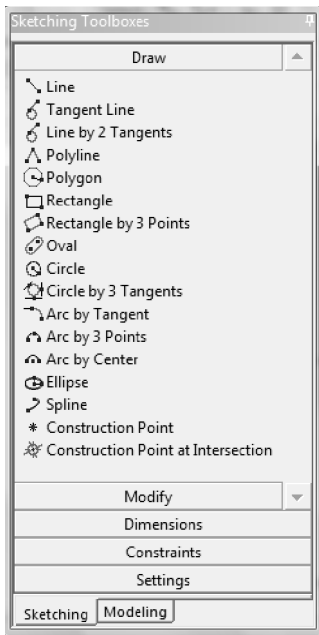 Sketching Toolboxes
Draw
Line
Tangent Line
Line by 2 Tangents
Polyline
Polygon
Rectangle
Rectangle by 3 Points
Oval
Circle
Circle by 3 Tangents
Arc by Tangent
Arc by 3 Points
Arc by Center
Ellipse
Spline
Construction Point
Construction Point at Intersection
Modify
Dimensions
Constraints
Settings
Sketching Modeling